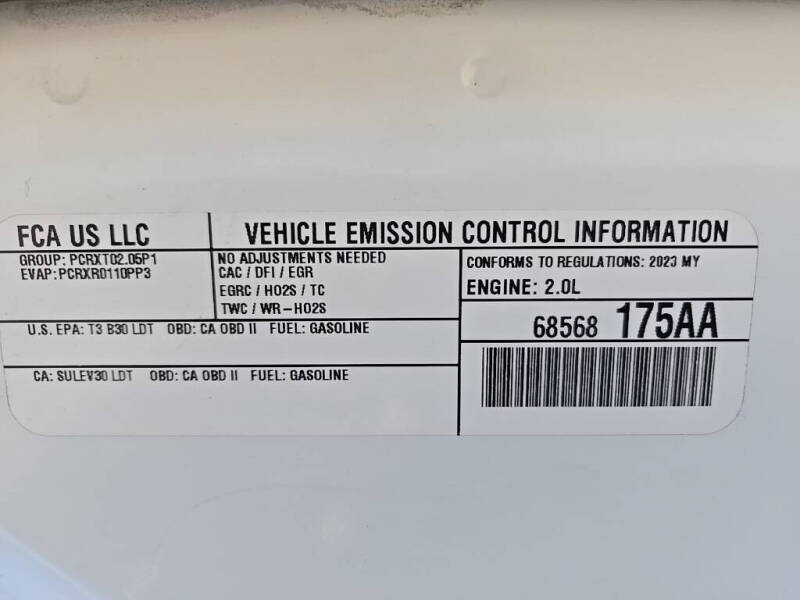 FCA US LLC
GROUP: PCRXT02.05P1
EVAP: PCRXR0110PP3
VEHICLE EMISSION CONTROL INFORMATION
NO ADJUSTMENTS NEEDED
CAC / DFI / EGR
EGRC / HO2S / TC
TWC / WR-HO2S
CONFORMS TO REGULATIONS: 2023 MY
ENGINE: 2.0L
U.S. EPA: T3 B30 LDT OBD: CA OBD II FUEL: GASOLINE
68568 175AA
CA: SULEV30 LDT OBD: CA OBD II FUEL: GASOLINE